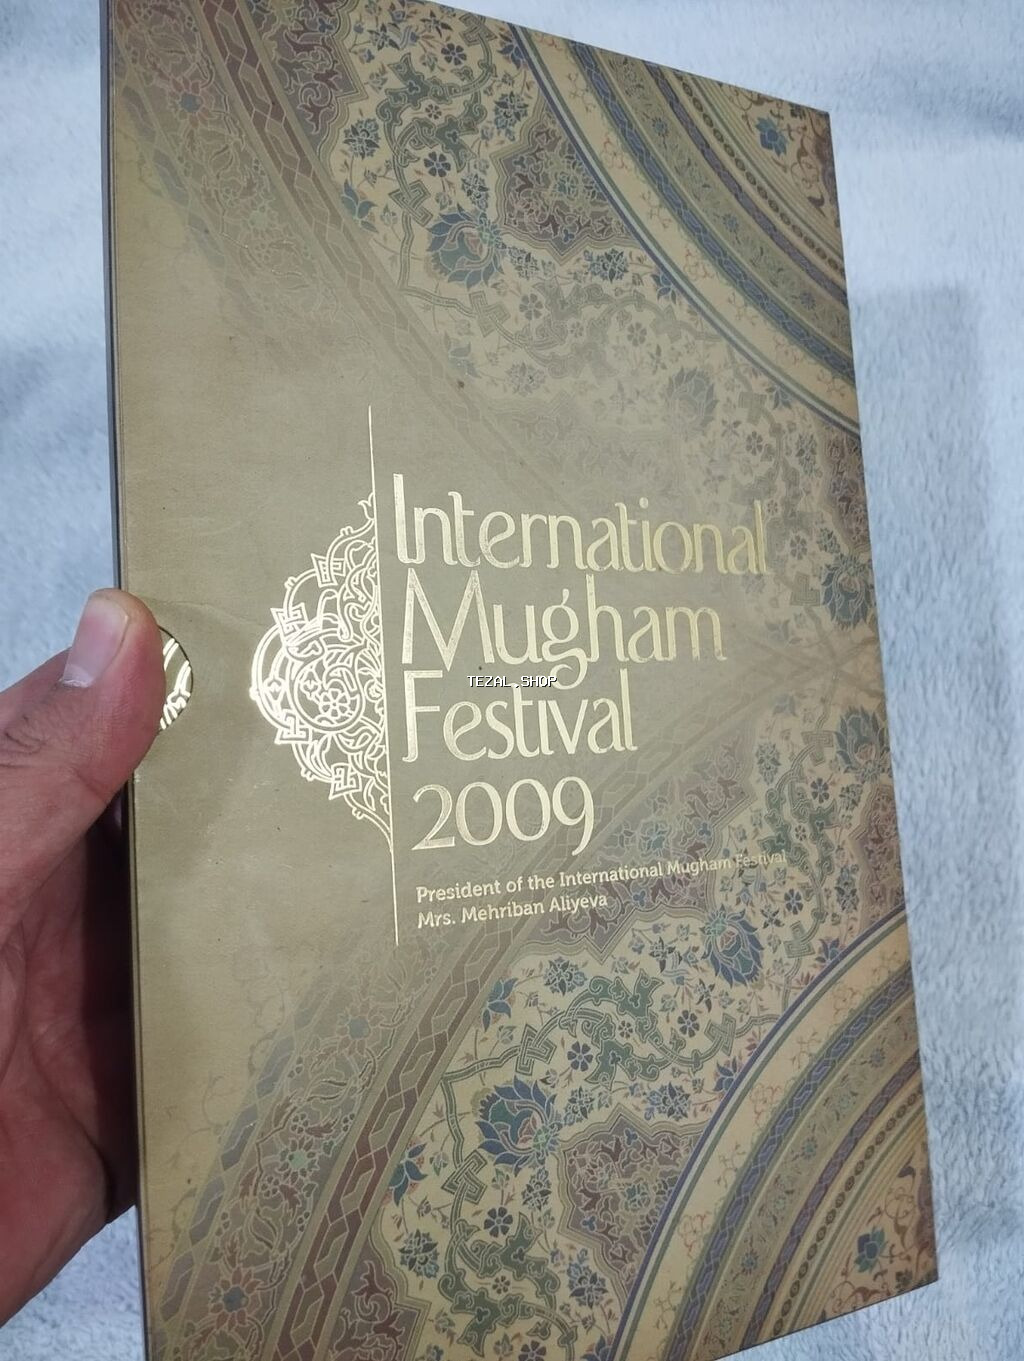 International
Mugham
Festival
2009
President of the International Mugham Festival
Mrs. Mehriban Aliyeva
TEZAL.SHOP